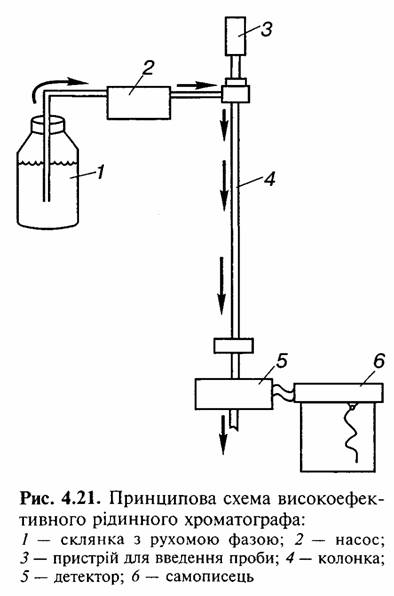 3
2
1
4
5
6
Рис. 4.21. Принципова схема високоефек-
тивного рідинного хроматографа:
1 — склянка з рухомою фазою; 2 — насос;
3 — пристрій для введення проби; 4 — колонка;
5 — детектор; 6 — самописець